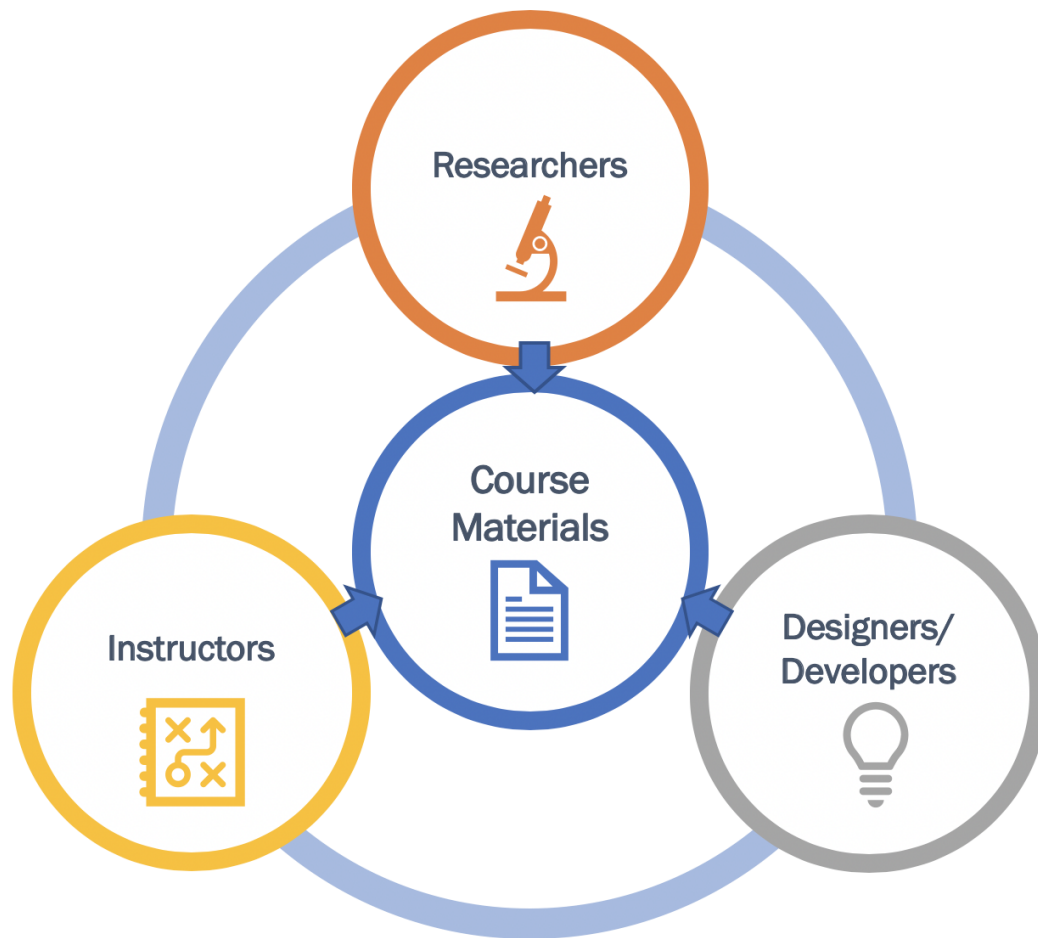 Researchers
Course
Materials
Instructors
Designers/
Developers